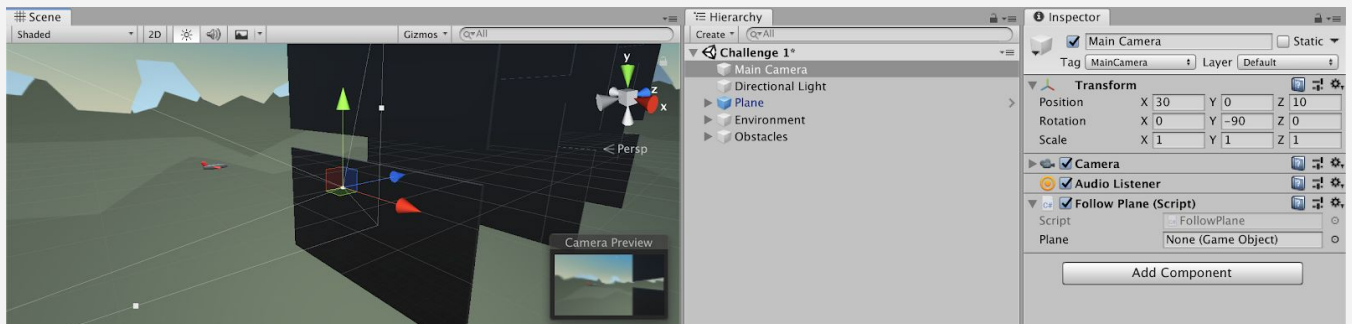 Scene
Shaded 2D Gizmos All
y
z
x
Persp
Camera Preview
Hierarchy
Create All
Challenge 1*
Main Camera
Directional Light
Plane
Environment
Obstacles
Inspector
Main Camera Static
Tag MainCamera Layer Default
Transform
Position X 30 Y 0 Z 10
Rotation X 0 Y -90 Z 0
Scale X 1 Y 1 Z 1
Camera
Audio Listener
Follow Plane (Script)
Script FollowPlane
Plane None (Game Object)
Add Component